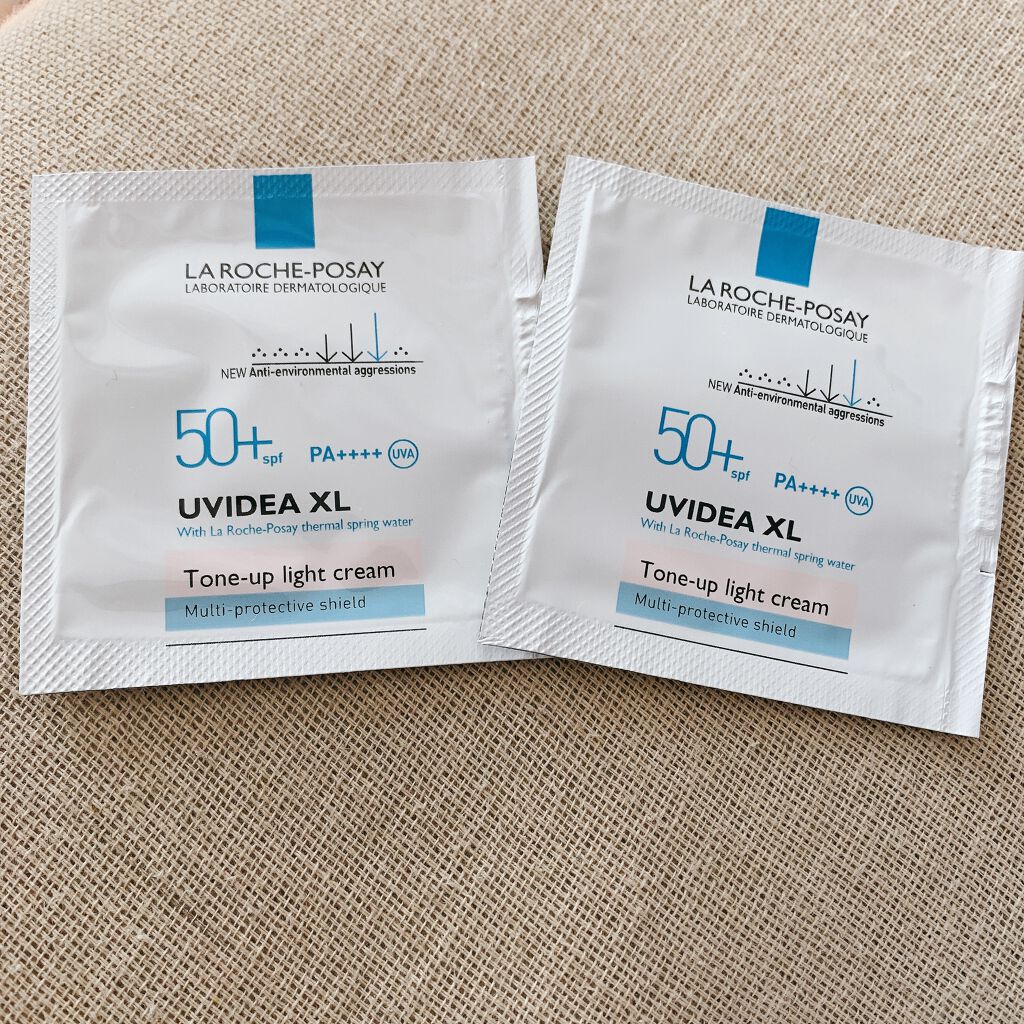 LA ROCHE-POSAY
LABORATOIRE DERMATOLOGIQUE
NEW Anti-environmental aggressions
50+ spf PA++++ UVA
UVIDEA XL
With La Roche-Posay thermal spring water
Tone-up light cream
Multi-protective shield
LA ROCHE-POSAY
LABORATOIRE DERMATOLOGIQUE
NEW Anti-environmental aggressions
50+ spf PA++++ UVA
UVIDEA XL
With La Roche-Posay thermal spring water
Tone-up light cream
Multi-protective shield